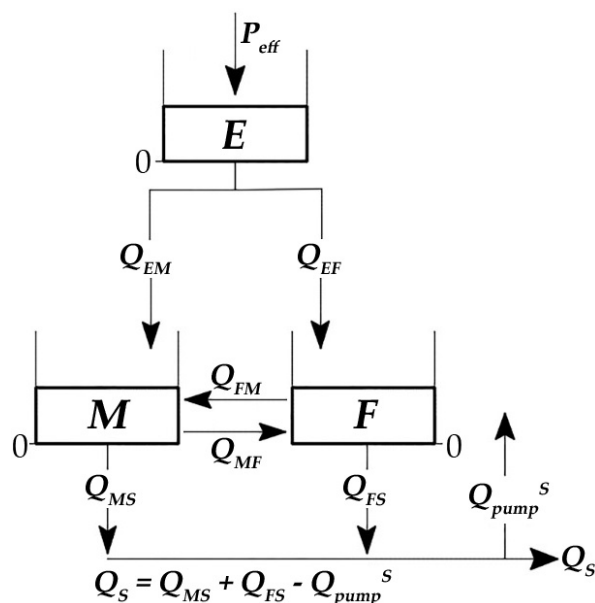 P_eff
E
0
Q_EM Q_EF
Q_FM
M F
0 0
Q_MF
Q_MS Q_FS
Q_pump^S
Q_S
Q_S = Q_MS + Q_FS - Q_pump^S